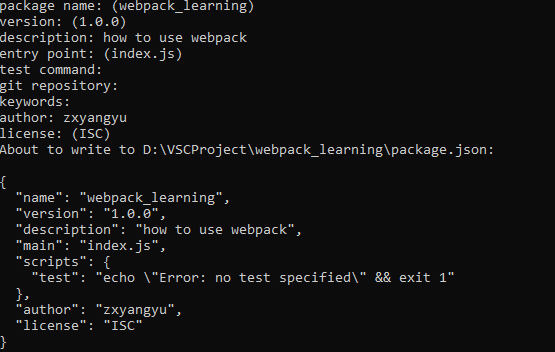 package name: (webpack_learning)
version: (1.0.0)
description: how to use webpack
entry point: (index.js)
test command:
git repository:
keywords:
author: zxyangyu
license: (ISC)
About to write to D:\VSCProject\webpack_learning\package.json:

{
  "name": "webpack_learning",
  "version": "1.0.0",
  "description": "how to use webpack",
  "main": "index.js",
  "scripts": {
    "test": "echo \"Error: no test specified\" && exit 1"
  },
  "author": "zxyangyu",
  "license": "ISC"
}